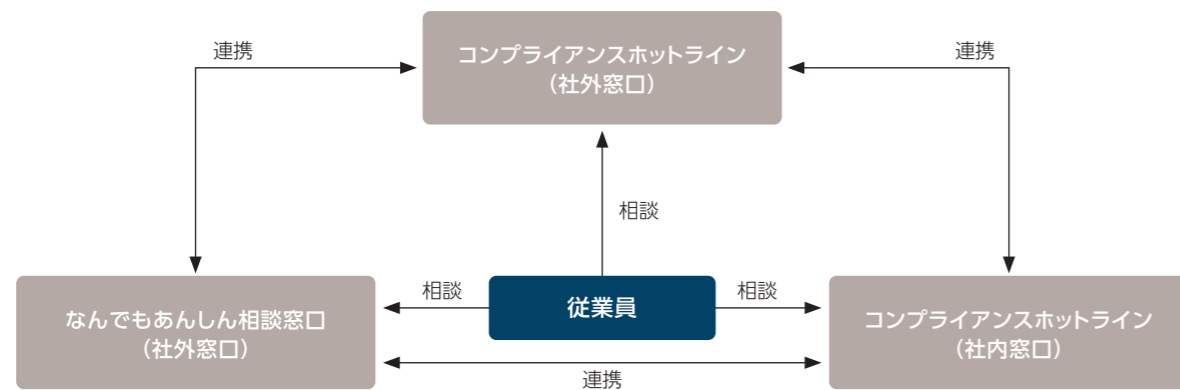 コンプライアンスホットライン
（社外窓口）
連携
連携
相談
なんでもあんしん相談窓口
（社外窓口）
相談
従業員
相談
コンプライアンスホットライン
（社内窓口）
連携